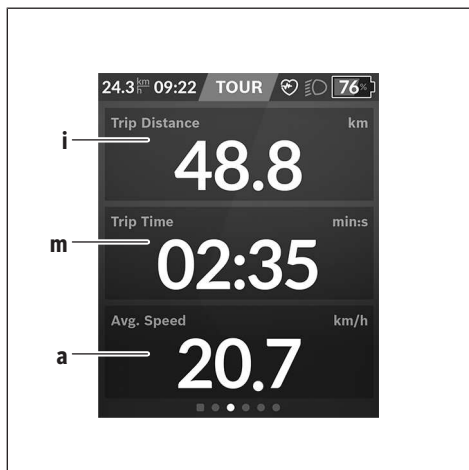 24.3 km/h 09:22 TOUR 76%
Trip Distance km
i
48.8
Trip Time min:s
m
02:35
Avg. Speed km/h
a
20.7